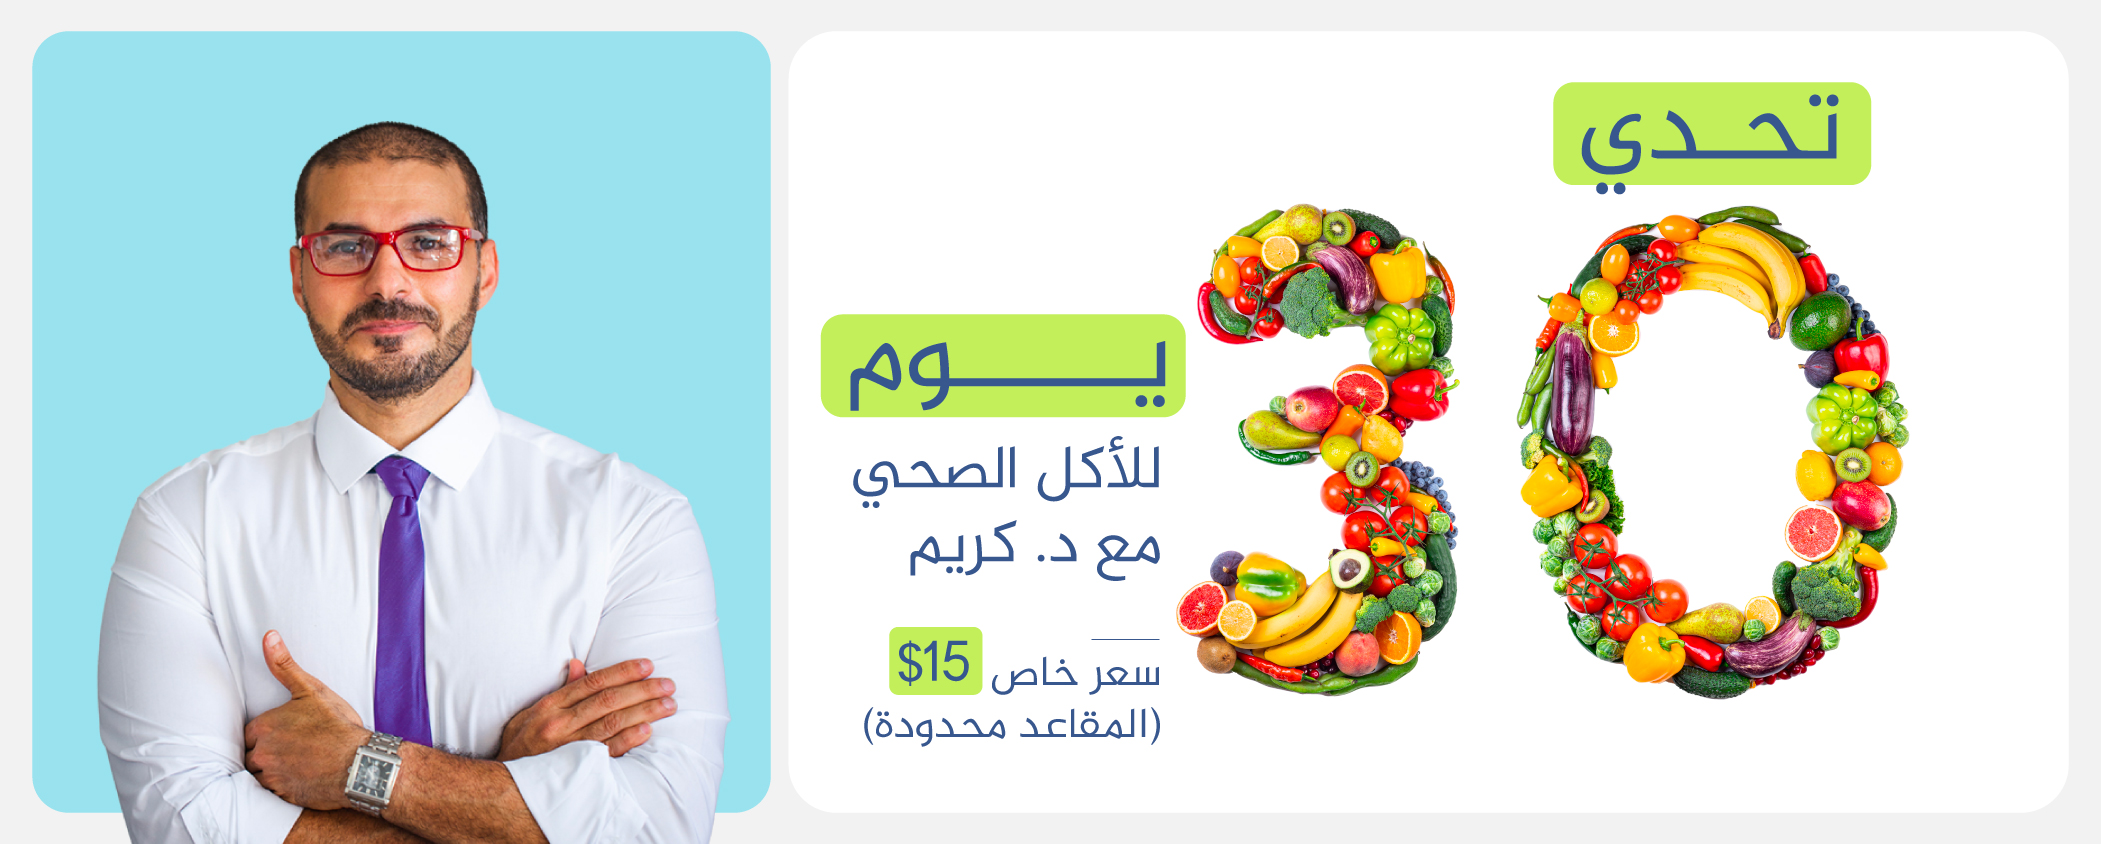 تحدي
30
يوم
للأكل الصحي
مع د. كريم
سعر خاص 15$
(المقاعد محدودة)